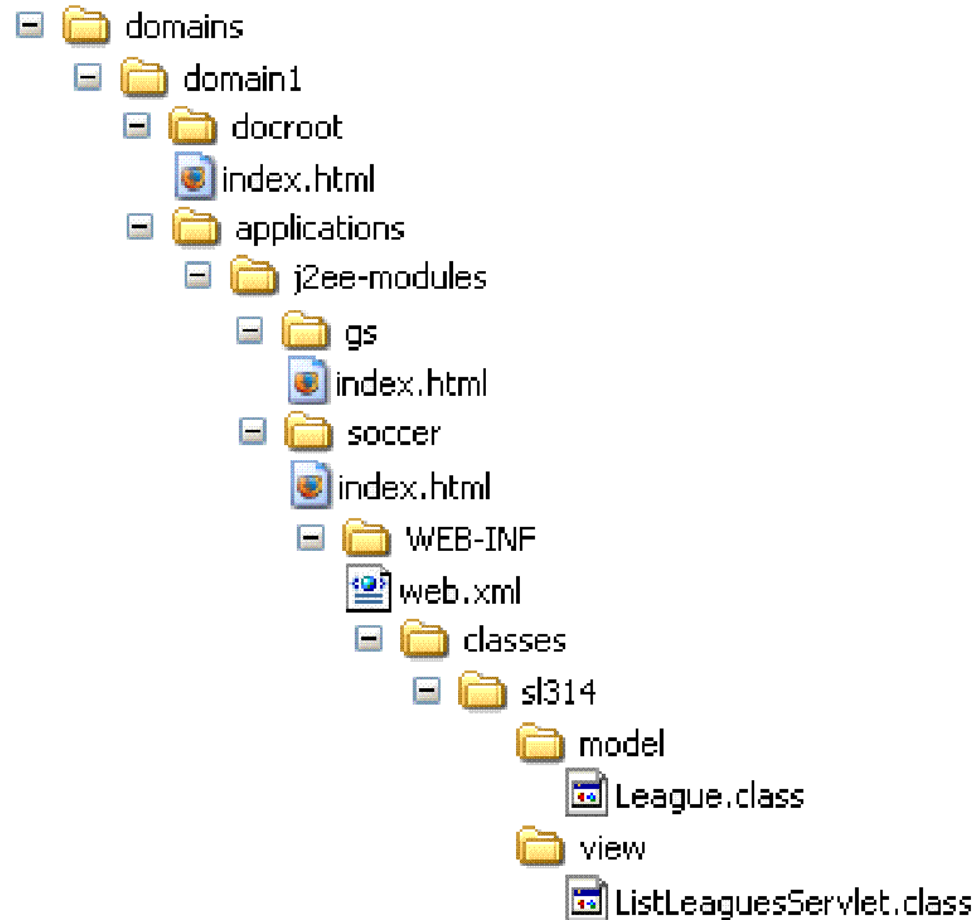 domains
domain1
docroot
index.html
applications
j2ee-modules
gs
index.html
soccer
index.html
WEB-INF
web.xml
classes
sl314
model
League.class
view
ListLeaguesServlet.class